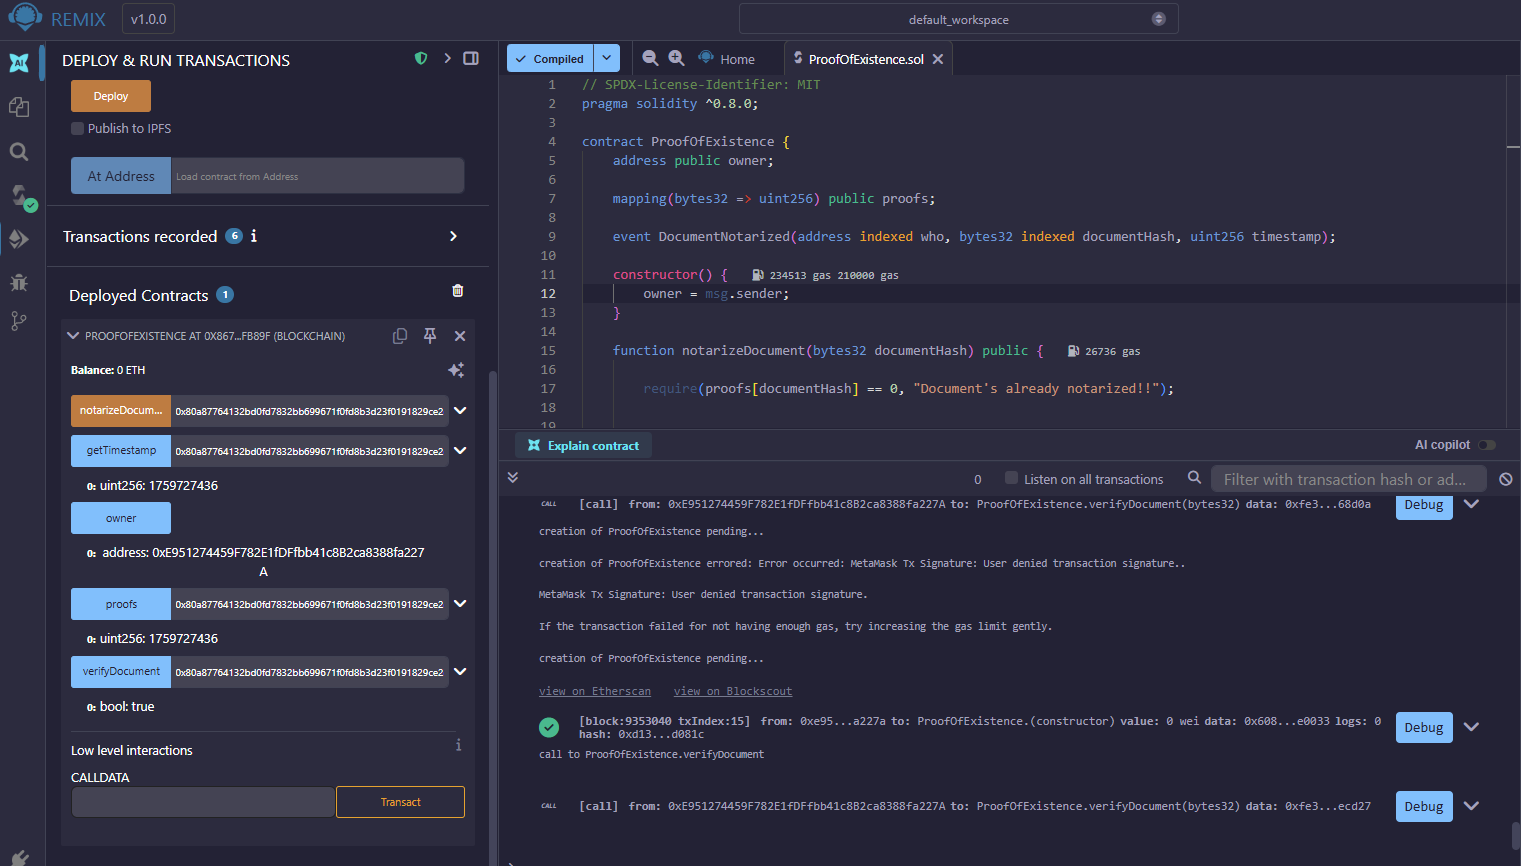 REMIX
v1.0.0
default_workspace
DEPLOY & RUN TRANSACTIONS
Deploy
Publish to IPFS
At Address
Load contract from Address
Transactions recorded 6 i
Deployed Contracts 1
PROOFOFEXISTENCE AT 0X867...FB89F (BLOCKCHAIN)
Balance: 0 ETH
notarizeDocum...
0x80a87764132bd0fd7832bb699671f0fd8b3d23f0191829ce2
getTimestamp
0x80a87764132bd0fd7832bb699671f0fd8b3d23f0191829ce2
0: uint256: 1759727436
owner
0: address: 0xE951274459F782E1fDFfbb41c8B2ca8388fa227
A
proofs
0x80a87764132bd0fd7832bb699671f0fd8b3d23f0191829ce2
0: uint256: 1759727436
verifyDocument
0x80a87764132bd0fd7832bb699671f0fd8b3d23f0191829ce2
0: bool: true
Low level interactions
i
CALLDATA
Transact
Compiled
Home
ProofOfExistence.sol
1 // SPDX-License-Identifier: MIT
2 pragma solidity ^0.8.0;
3
4 contract ProofOfExistence {
5 address public owner;
6
7 mapping(bytes32 => uint256) public proofs;
8
9 event DocumentNotarized(address indexed who, bytes32 indexed documentHash, uint256 timestamp);
10
11 constructor() { 234513 gas 210000 gas
12 owner = msg.sender;
13 }
14
15 function notarizeDocument(bytes32 documentHash) public { 26736 gas
16
17 require(proofs[documentHash] == 0, "Document's already notarized!!");
18
19
Explain contract
AI copilot
0
Listen on all transactions
Filter with transaction hash or ad...
CALL [call] from: 0xE951274459F782E1fDFfbb41c8B2ca8388fa227A to: ProofOfExistence.verifyDocument(bytes32) data: 0xfe3...68d0a
Debug
creation of ProofOfExistence pending...
creation of ProofOfExistence errored: Error occurred: MetaMask Tx Signature: User denied transaction signature..
MetaMask Tx Signature: User denied transaction signature.
If the transaction failed for not having enough gas, try increasing the gas limit gently.
creation of ProofOfExistence pending...
view on Etherscan view on Blockscout
[block:9353040 txIndex:15] from: 0xe95...a227a to: ProofOfExistence.(constructor) value: 0 wei data: 0x608...e0033 logs: 0
hash: 0xd13...d081c
Debug
call to ProofOfExistence.verifyDocument
CALL [call] from: 0xE951274459F782E1fDFfbb41c8B2ca8388fa227A to: ProofOfExistence.verifyDocument(bytes32) data: 0xfe3...ecd27
Debug